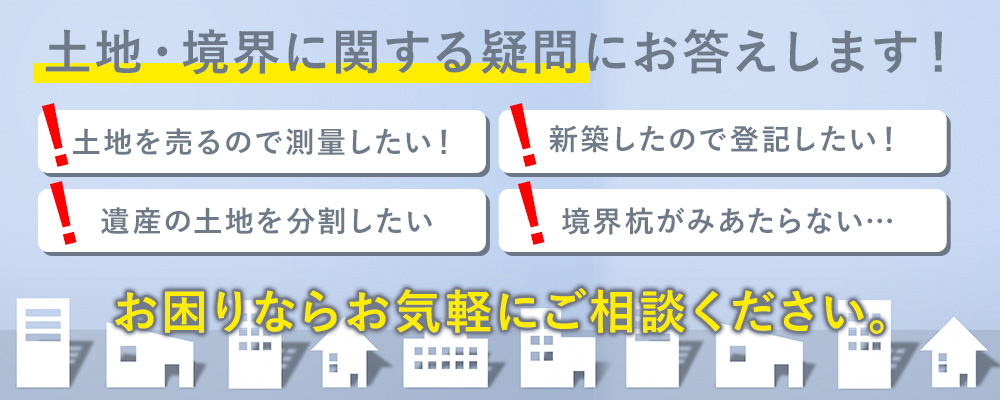 土地・境界に関する疑問にお答えします！
！土地を売るので測量したい！
！新築したので登記したい！
！遺産の土地を分割したい
！境界杭がみあたらない…
お困りならお気軽にご相談ください。